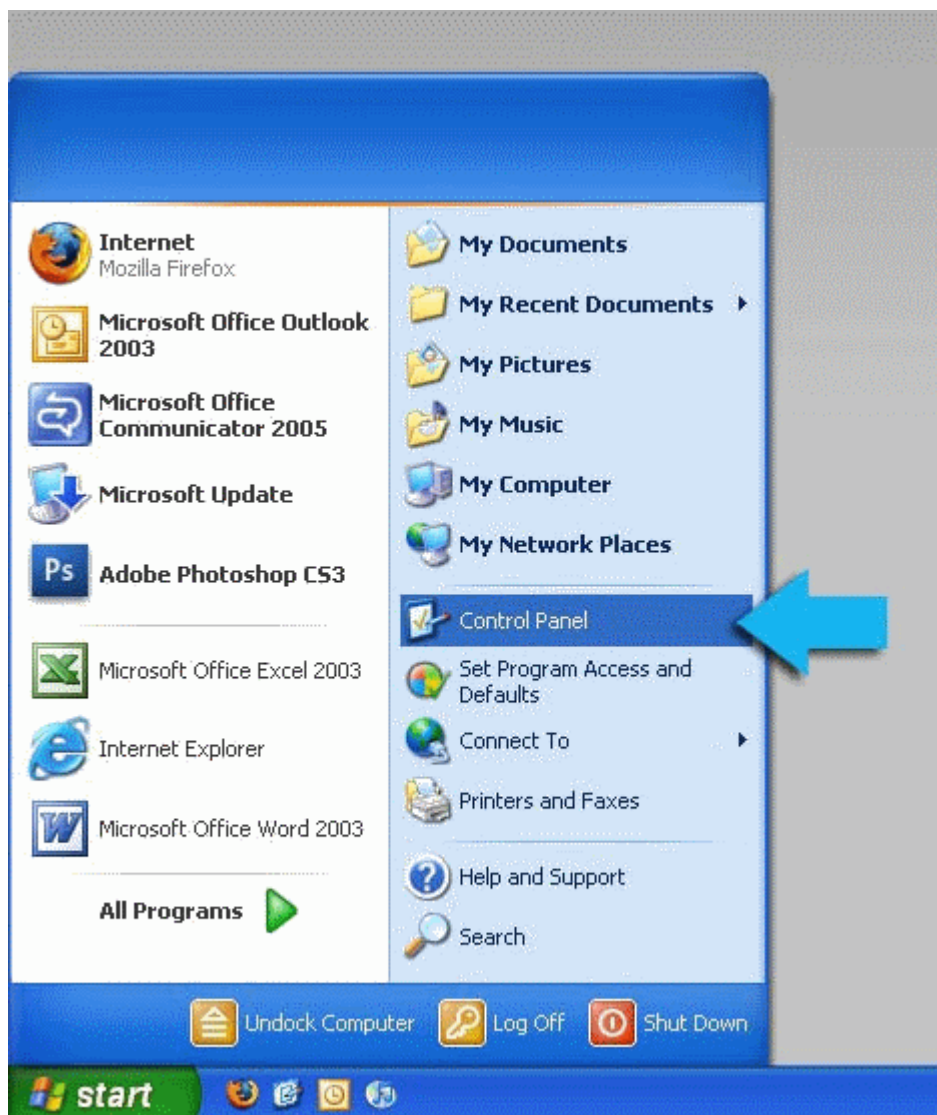 Internet
Mozilla Firefox
Microsoft Office Outlook
2003
Microsoft Office
Communicator 2005
Microsoft Update
Ps
Adobe Photoshop CS3
Microsoft Office Excel 2003
Internet Explorer
W
Microsoft Office Word 2003
All Programs
My Documents
My Recent Documents
My Pictures
My Music
My Computer
My Network Places
Control Panel
Set Program Access and
Defaults
Connect To
Printers and Faxes
Help and Support
Search
Undock Computer
Log Off
Shut Down
start